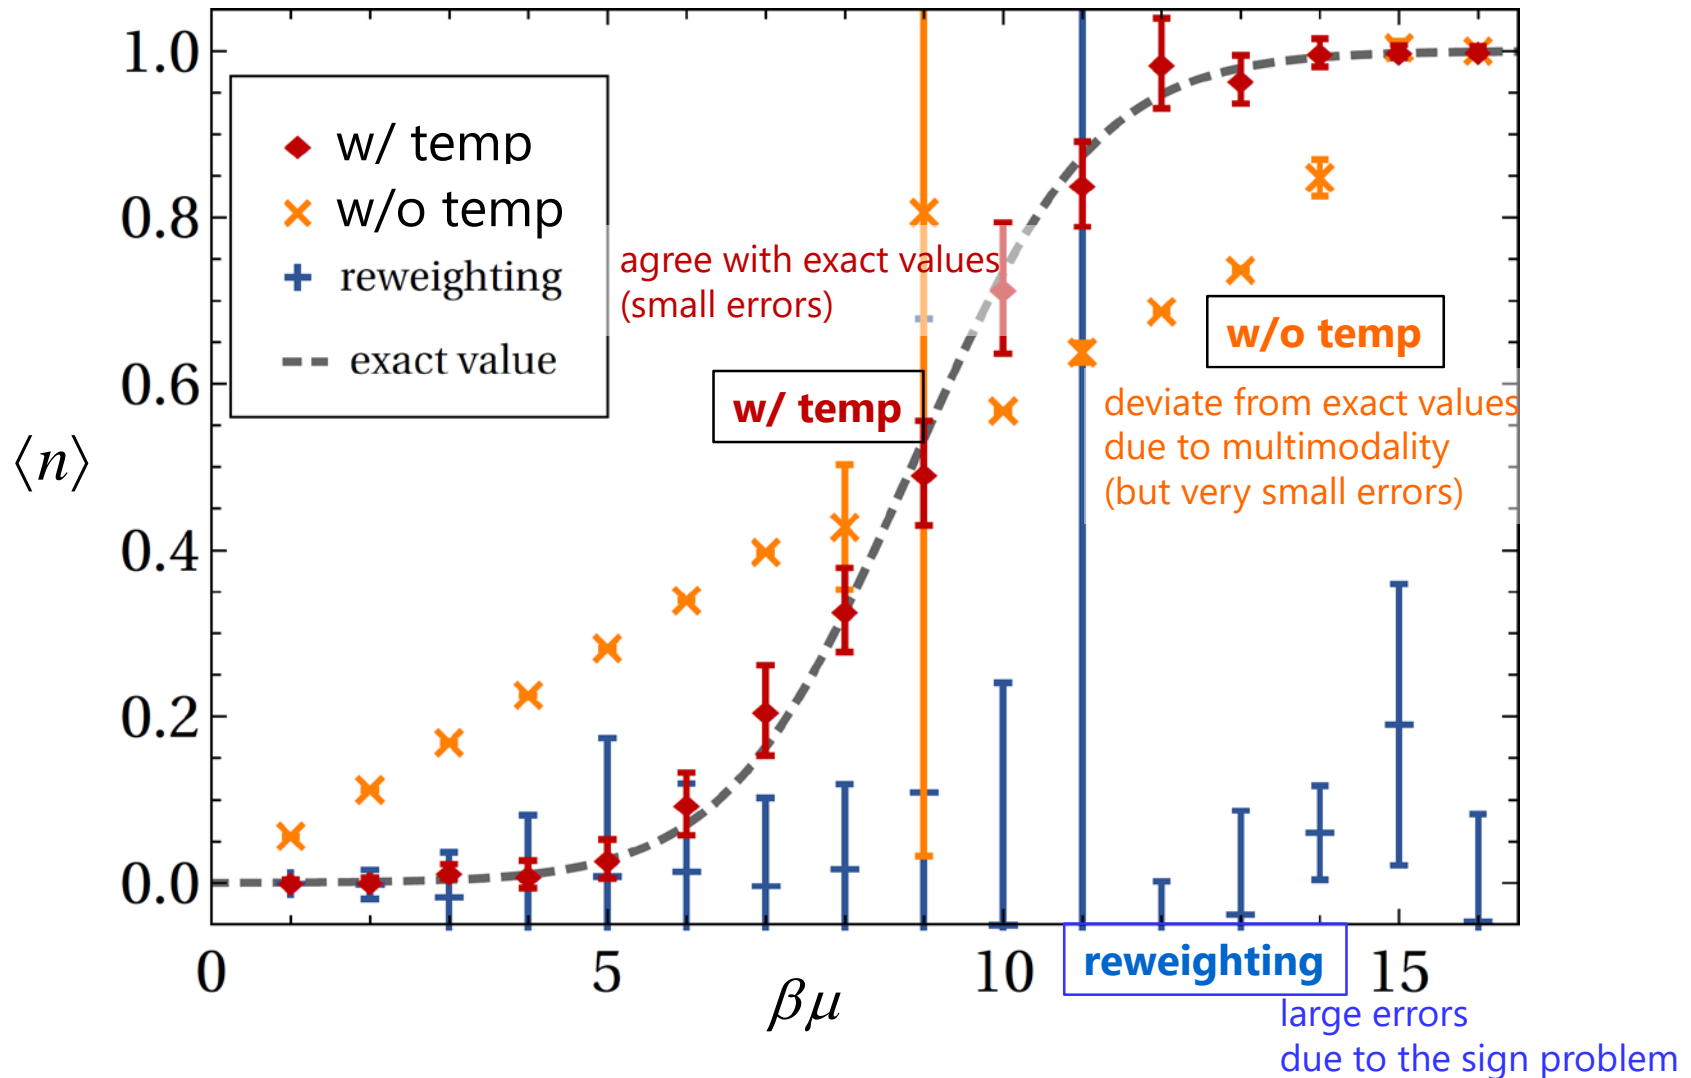 1.0
0.8
0.6
0.4
0.2
0.0
⟨n⟩
w/ temp
w/o temp
reweighting
exact value
agree with exact values
(small errors)
w/ temp
w/o temp
deviate from exact values
due to multimodality
(but very small errors)
0 5 10 15
βμ
reweighting
large errors
due to the sign problem